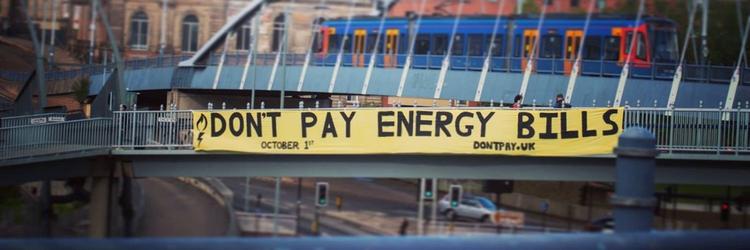 DON'T PAY ENERGY BILLS
OCTOBER 1ST
DONTPAY.UK